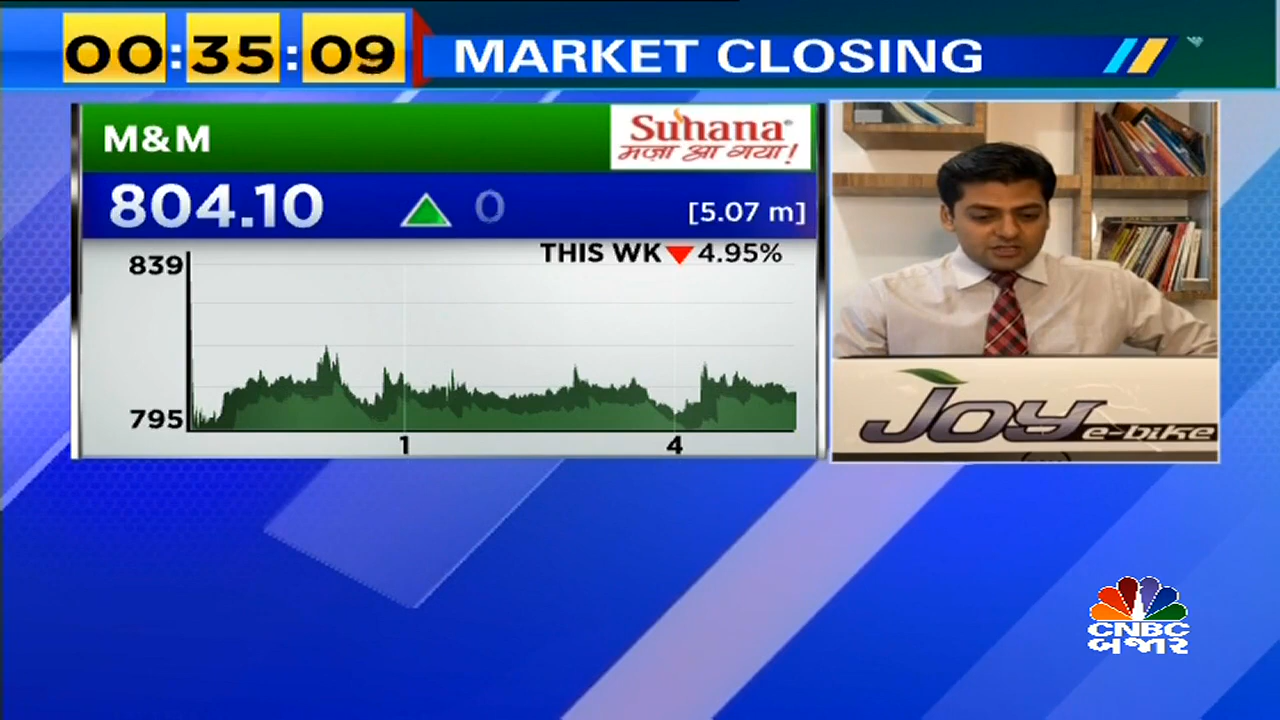 00:35:09
MARKET CLOSING
M&M
Suhana
मज़ा आ गया!
804.10 0 [5.07 m]
THIS WK 4.95%
839
795
1 4
Joy e-bike
CNBC
બજાર